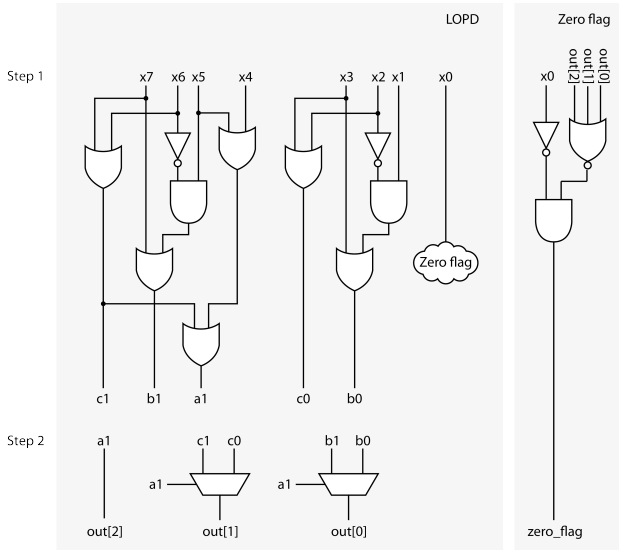 LOPD
Zero flag
Step 1
x7 x6 x5 x4 x3 x2 x1 x0
x0 out[2] out[1] out[0]
Zero flag
c1 b1 a1 c0 b0
Step 2
a1 c1 c0 b1 b0
a1 a1
out[2] out[1] out[0] zero_flag